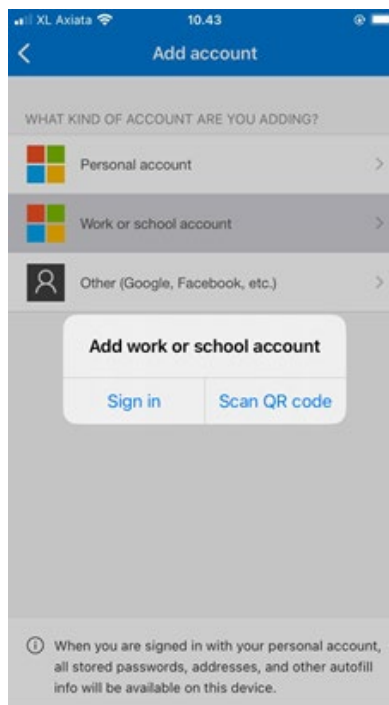 XL Axiata 10.43
Add account
WHAT KIND OF ACCOUNT ARE YOU ADDING?
Personal account
Work or school account
Other (Google, Facebook, etc.)
Add work or school account
Sign in Scan QR code
When you are signed in with your personal account,
all stored passwords, addresses, and other autofill
info will be available on this device.